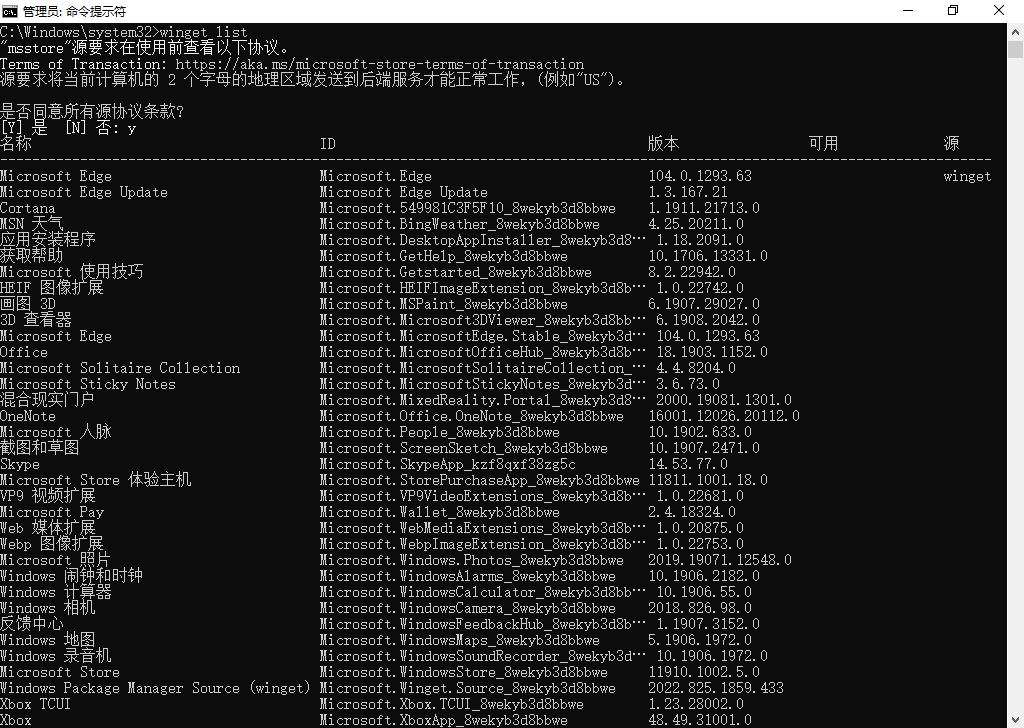 管理员: 命令提示符
C:\Windows\system32>winget list
"msstore"源要求在使用前查看以下协议。
Terms of Transaction: https://aka.ms/microsoft-store-terms-of-transaction
源要求将当前计算机的 2 个字母的地理区域发送到后端服务才能正常工作，(例如"US")。
是否同意所有源协议条款?
[Y] 是  [N] 否: y
名称 ID 版本 可用 源
--------------------------------------------------------------------------------------------------------------------------
Microsoft Edge Microsoft.Edge 104.0.1293.63 winget
Microsoft Edge Update Microsoft Edge Update 1.3.167.21
Cortana Microsoft.549981C3F5F10_8wekyb3d8bbwe 1.1911.21713.0
MSN 天气 Microsoft.BingWeather_8wekyb3d8bbwe 4.25.20211.0
应用安装程序 Microsoft.DesktopAppInstaller_8wekyb3d8… 1.18.2091.0
获取帮助 Microsoft.GetHelp_8wekyb3d8bbwe 10.1706.13331.0
Microsoft 使用技巧 Microsoft.Getstarted_8wekyb3d8bbwe 8.2.22942.0
HEIF 图像扩展 Microsoft.HEIFImageExtension_8wekyb3d8b… 1.0.22742.0
画图 3D Microsoft.MSPaint_8wekyb3d8bbwe 6.1907.29027.0
3D 查看器 Microsoft.Microsoft3DViewer_8wekyb3d8bb… 6.1908.2042.0
Microsoft Edge Microsoft.MicrosoftEdge.Stable_8wekyb3d… 104.0.1293.63
Office Microsoft.MicrosoftOfficeHub_8wekyb3d8b… 18.1903.1152.0
Microsoft Solitaire Collection Microsoft.MicrosoftSolitaireCollection_… 4.4.8204.0
Microsoft Sticky Notes Microsoft.MicrosoftStickyNotes_8wekyb3d… 3.6.73.0
混合现实门户 Microsoft.MixedReality.Portal_8wekyb3d8… 2000.19081.1301.0
OneNote Microsoft.Office.OneNote_8wekyb3d8bbwe 16001.12026.20112.0
Microsoft 人脉 Microsoft.People_8wekyb3d8bbwe 10.1902.633.0
截图和草图 Microsoft.ScreenSketch_8wekyb3d8bbwe 10.1907.2471.0
Skype Microsoft.SkypeApp_kzf8qxf38zg5c 14.53.77.0
Microsoft Store 体验主机 Microsoft.StorePurchaseApp_8wekyb3d8bbwe 11811.1001.18.0
VP9 视频扩展 Microsoft.VP9VideoExtensions_8wekyb3d8b… 1.0.22681.0
Microsoft Pay Microsoft.Wallet_8wekyb3d8bbwe 2.4.18324.0
Web 媒体扩展 Microsoft.WebMediaExtensions_8wekyb3d8b… 1.0.20875.0
Webp 图像扩展 Microsoft.WebpImageExtension_8wekyb3d8b… 1.0.22753.0
Microsoft 照片 Microsoft.Windows.Photos_8wekyb3d8bbwe 2019.19071.12548.0
Windows 闹钟和时钟 Microsoft.WindowsAlarms_8wekyb3d8bbwe 10.1906.2182.0
Windows 计算器 Microsoft.WindowsCalculator_8wekyb3d8bb… 10.1906.55.0
Windows 相机 Microsoft.WindowsCamera_8wekyb3d8bbwe 2018.826.98.0
反馈中心 Microsoft.WindowsFeedbackHub_8wekyb3d8b… 1.1907.3152.0
Windows 地图 Microsoft.WindowsMaps_8wekyb3d8bbwe 5.1906.1972.0
Windows 录音机 Microsoft.WindowsSoundRecorder_8wekyb3d… 10.1906.1972.0
Microsoft Store Microsoft.WindowsStore_8wekyb3d8bbwe 11910.1002.5.0
Windows Package Manager Source (winget) Microsoft.Winget.Source_8wekyb3d8bbwe 2022.825.1859.433
Xbox TCUI Microsoft.Xbox.TCUI_8wekyb3d8bbwe 1.23.28002.0
Xbox Microsoft.XboxApp_8wekyb3d8bbwe 48.49.31001.0